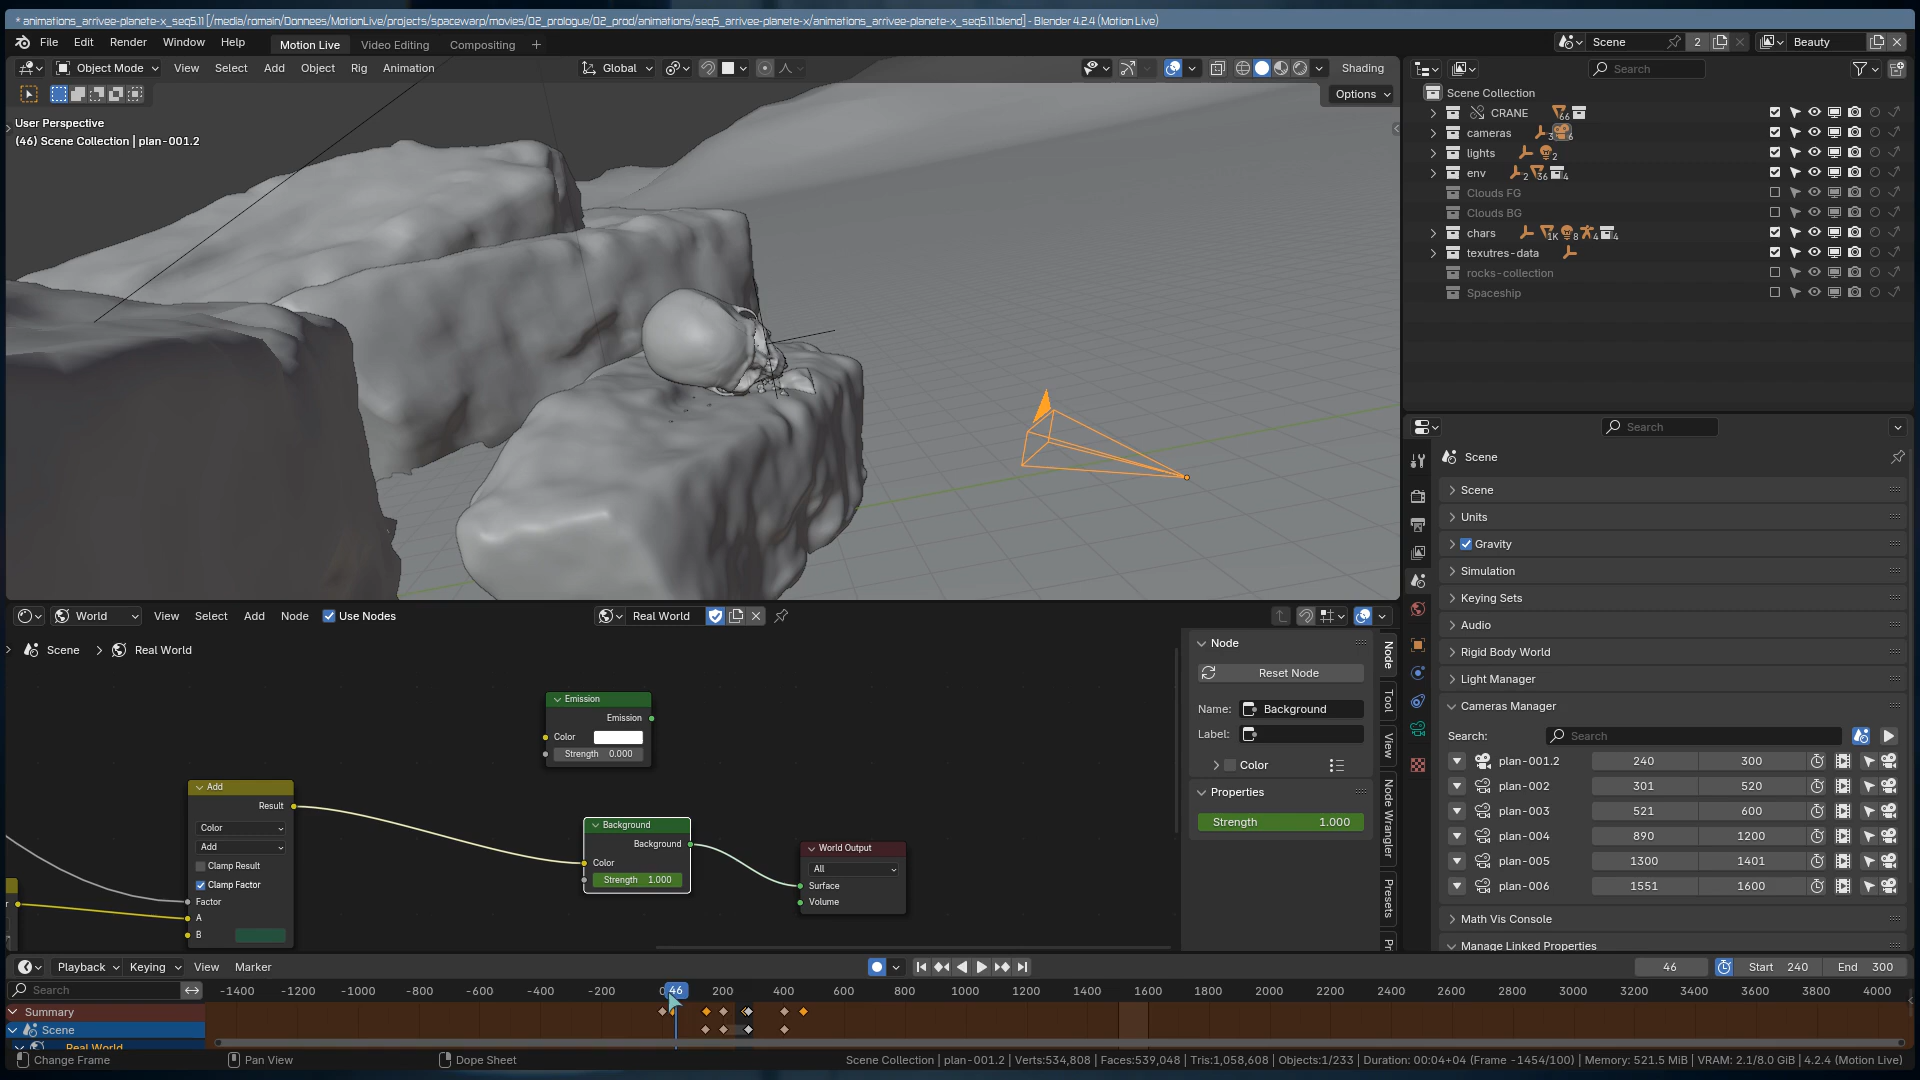 * animations_arrivee-planete-x_seq5.11 [/media/romain/Donnees/MotionLive/projects/spacewarp/movies/02_prologue/02_prod/animations/seq5_arrivee-planete-x/animations_arrivee-planete-x_seq5.11.blend] - Blender 4.2.4 (Motion Live)
File Edit Render Window Help Motion Live Video Editing Compositing + Scene 2 Beauty
Object Mode View Select Add Object Rig Animation Global Shading Search
Options
User Perspective
(46) Scene Collection | plan-001.2
Scene Collection
CRANE 66
cameras 3 6
lights 2
env 2 36 4
Clouds FG
Clouds BG
chars 1K 8 4 4
texutres-data
rocks-collection
Spaceship
Search
Scene
Scene
Units
Gravity
Simulation
Keying Sets
Audio
Rigid Body World
Light Manager
Cameras Manager
Search: Search
plan-001.2 240 300
plan-002 301 520
plan-003 521 600
plan-004 890 1200
plan-005 1300 1401
plan-006 1551 1600
Math Vis Console
Manage Linked Properties
World View Select Add Node Use Nodes Real World
Scene > Real World
Emission
Emission
Color
Strength 0.000
Add
Result
Color
Add
Clamp Result
Clamp Factor
Factor
A
B
Background
Background
Color
Strength 1.000
World Output
All
Surface
Volume
Node
Reset Node
Name: Background
Label:
Color
Properties
Strength 1.000
Node
Tool
View
Node Wrangler
Presets
Playback Keying View Marker 46 Start 240 End 300
Search -1400 -1200 -1000 -800 -600 -400 -200 0 46 200 400 600 800 1000 1200 1400 1600 1800 2000 2200 2400 2600 2800 3000 3200 3400 3600 3800 4000
Summary
Scene
Real World
Change Frame Pan View Dope Sheet Scene Collection | plan-001.2 | Verts:534,808 | Faces:539,048 | Tris:1,058,608 | Objects:1/233 | Duration: 00:04+04 (Frame -1454/100) | Memory: 521.5 MiB | VRAM: 2.1/8.0 GiB | 4.2.4 (Motion Live)